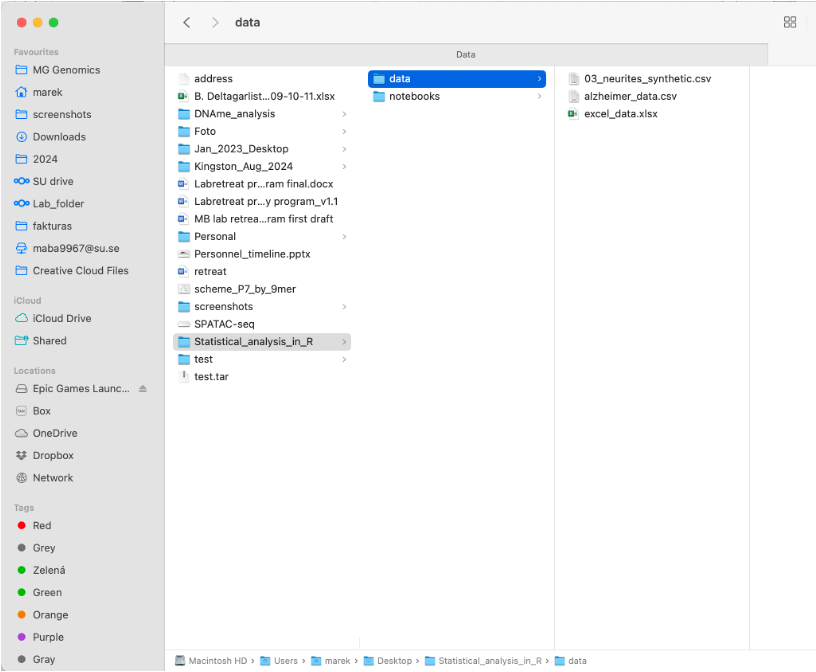 data
Favourites
MG Genomics
marek
screenshots
Downloads
2024
SU drive
Lab_folder
fakturas
maba9967@su.se
Creative Cloud Files
iCloud
iCloud Drive
Shared
Locations
Epic Games Launc...
Box
OneDrive
Dropbox
Network
Tags
Red
Grey
Zelená
Green
Orange
Purple
Gray
Data
address
B. Deltagarlist...09-10-11.xlsx
DNAme_analysis
Foto
Jan_2023_Desktop
Kingston_Aug_2024
Labretreat pr...ram final.docx
Labretreat pr...y program_v1.1
MB lab retrea...ram first draft
Personal
Personnel_timeline.pptx
retreat
scheme_P7_by_9mer
screenshots
SPATAC-seq
Statistical_analysis_in_R
test
test.tar
data
notebooks
03_neurites_synthetic.csv
alzheimer_data.csv
excel_data.xlsx
Macintosh HD › Users › marek › Desktop › Statistical_analysis_in_R › data